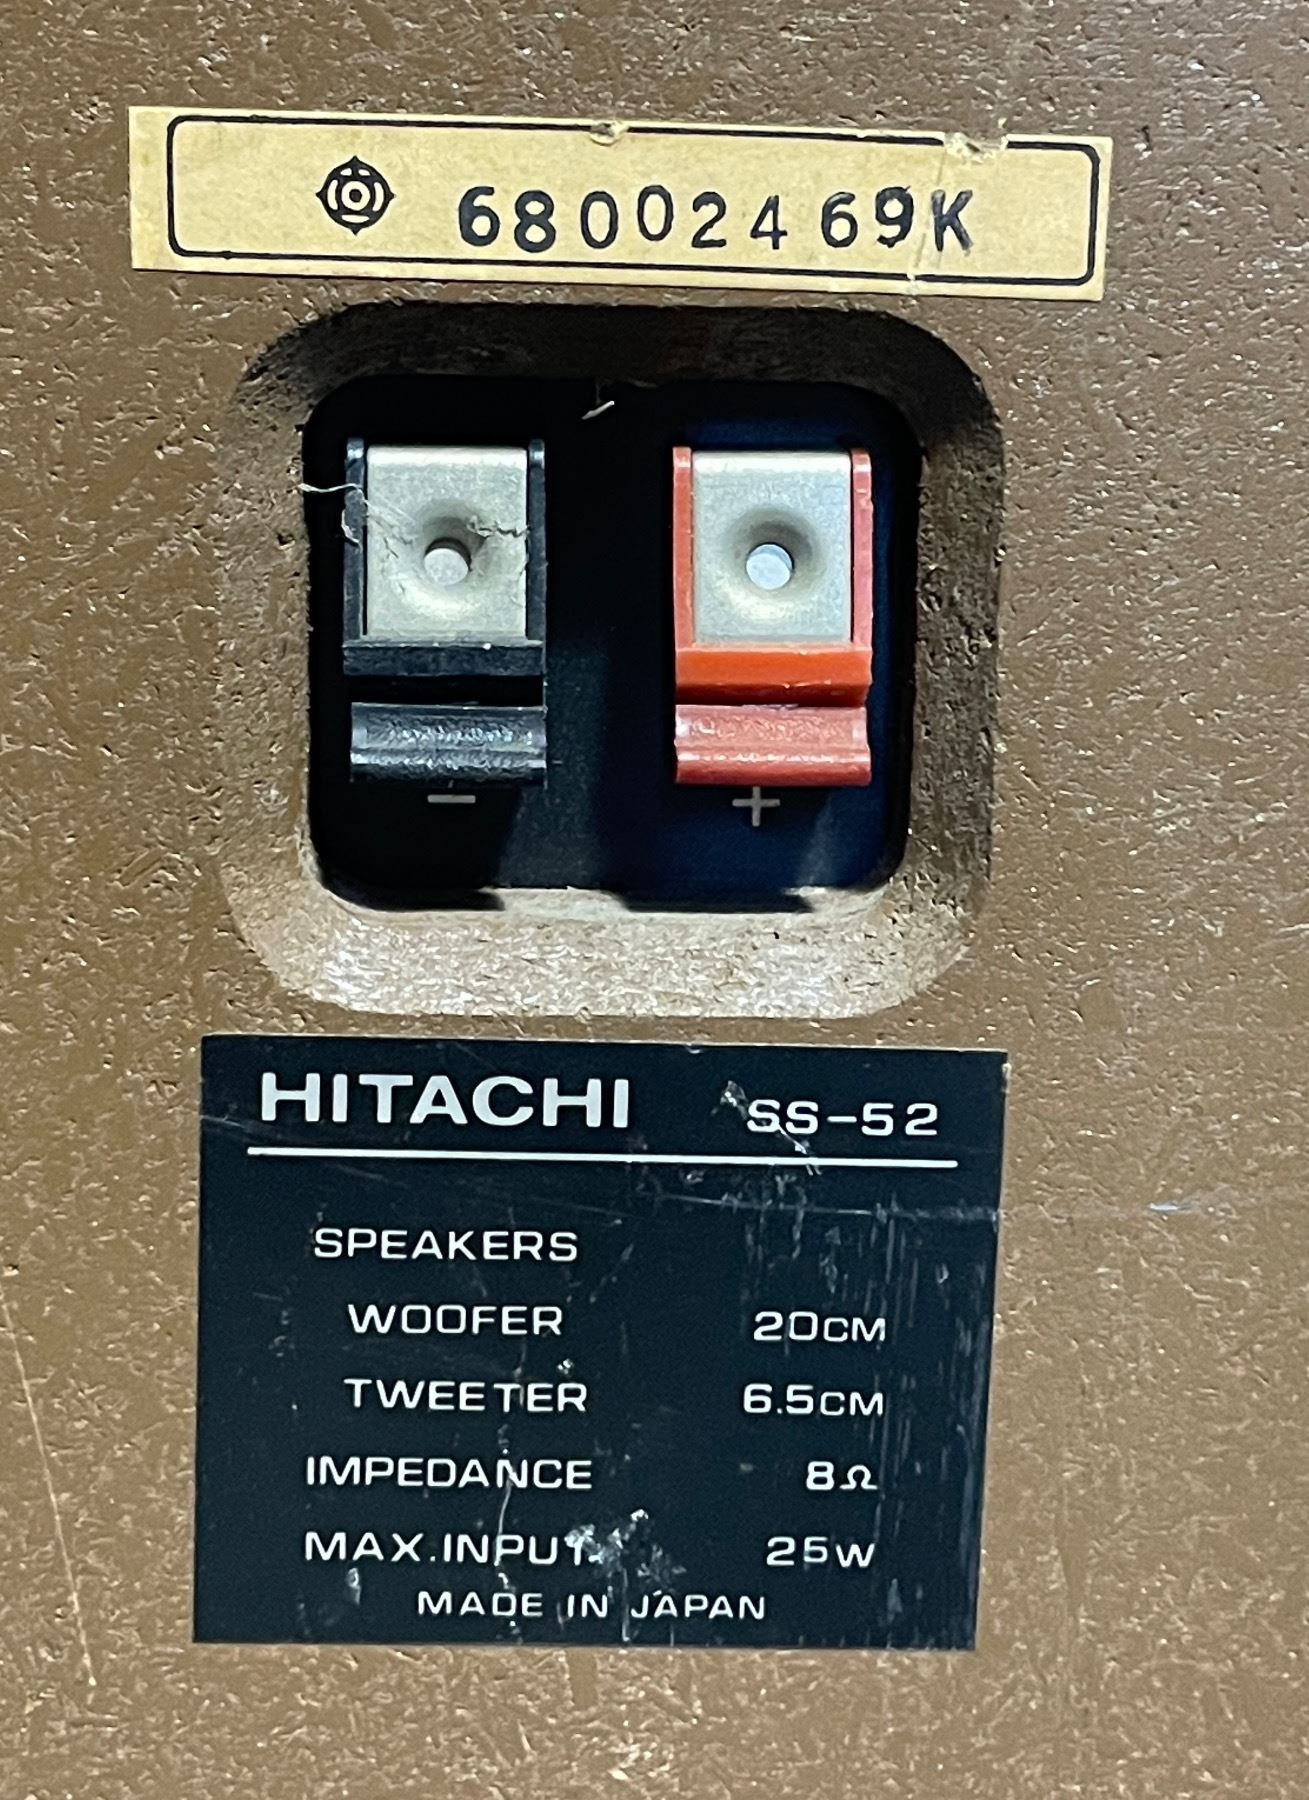 68002469K
- +
HITACHI SS-52
SPEAKERS
WOOFER 20CM
TWEETER 6.5CM
IMPEDANCE 8Ω
MAX.INPUT 25W
MADE IN JAPAN